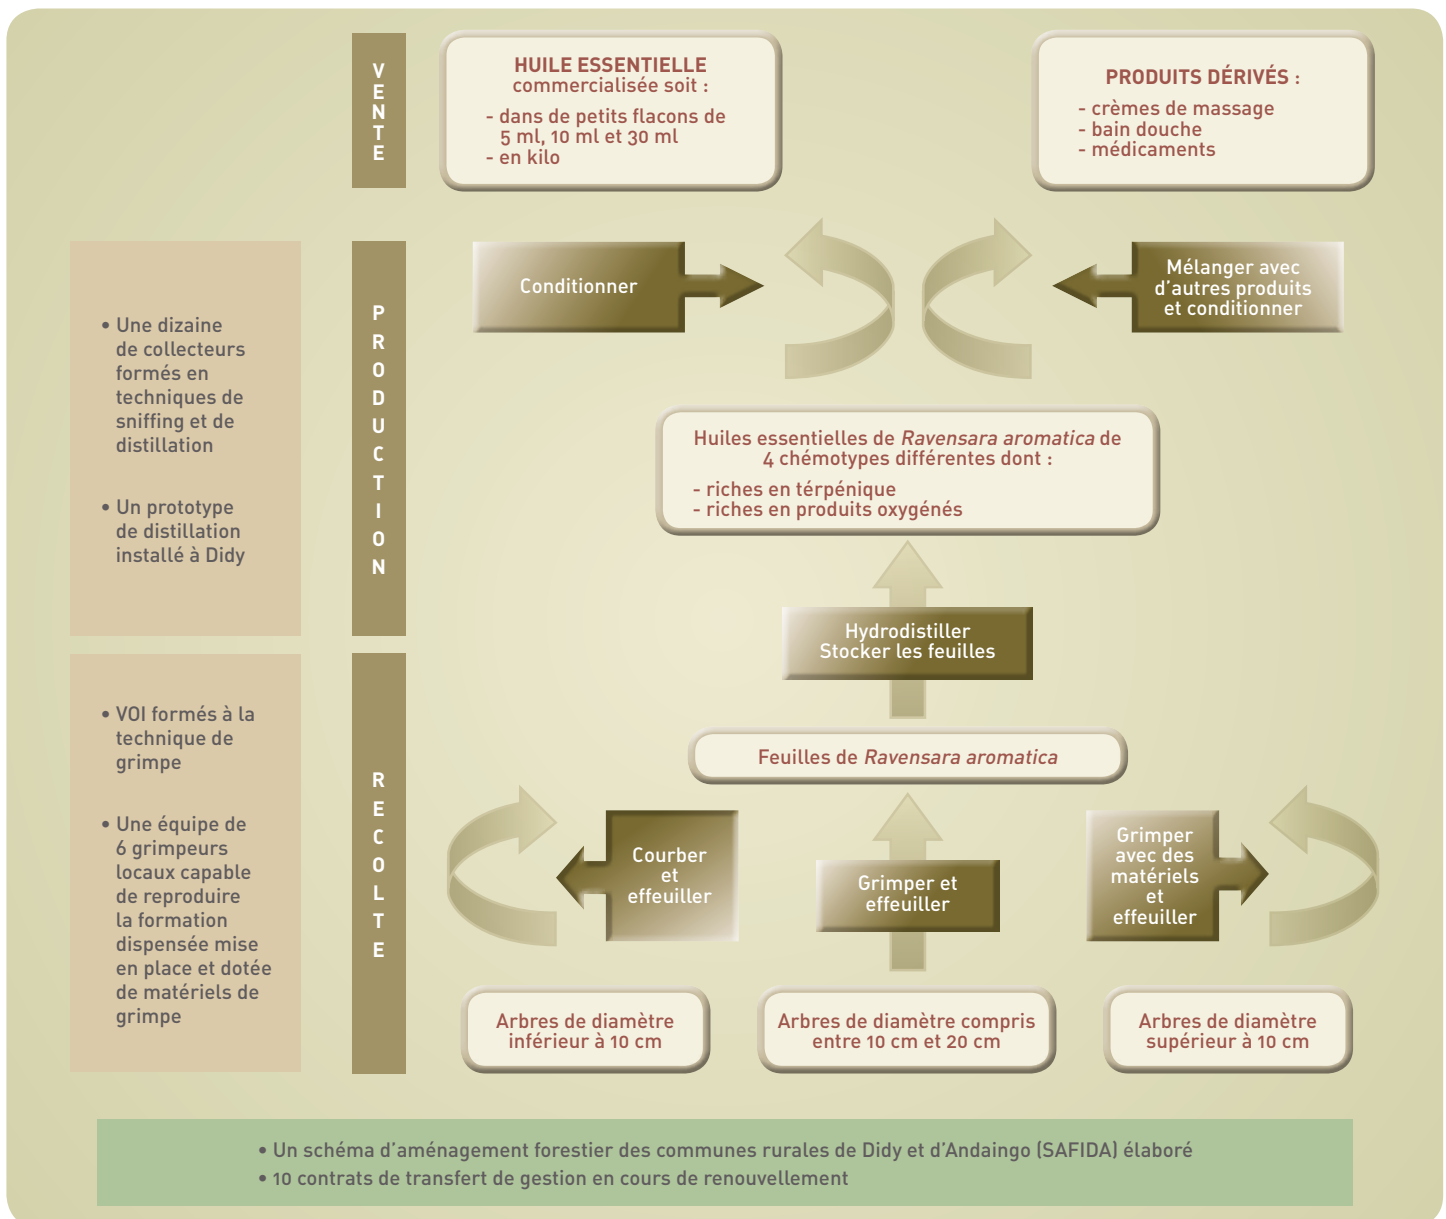 VENTE
HUILE ESSENTIELLE
commercialisée soit :
- dans de petits flacons de
5 ml, 10 ml et 30 ml
- en kilo
PRODUITS DÉRIVÉS :
- crèmes de massage
- bain douche
- médicaments
• Une dizaine
de collecteurs
formés en
techniques de
sniffing et de
distillation
• Un prototype
de distillation
installé à Didy
PRODUCTION
Conditionner
Mélanger avec
d'autres produits
et conditionner
Huiles essentielles de Ravensara aromatica de
4 chémotypes différentes dont :
- riches en térpénique
- riches en produits oxygénés
Hydrodistiller
Stocker les feuilles
• VOI formés à la
technique de
grimpe
• Une équipe de
6 grimpeurs
locaux capable
de reproduire
la formation
dispensée mise
en place et dotée
de matériels de
grimpe
RECOLTE
Feuilles de Ravensara aromatica
Courber
et
effeuiller
Grimper et
effeuiller
Grimper
avec des
matériels
et
effeuiller
Arbres de diamètre
inférieur à 10 cm
Arbres de diamètre compris
entre 10 cm et 20 cm
Arbres de diamètre
supérieur à 10 cm
• Un schéma d'aménagement forestier des communes rurales de Didy et d'Andaingo (SAFIDA) élaboré
• 10 contrats de transfert de gestion en cours de renouvellement